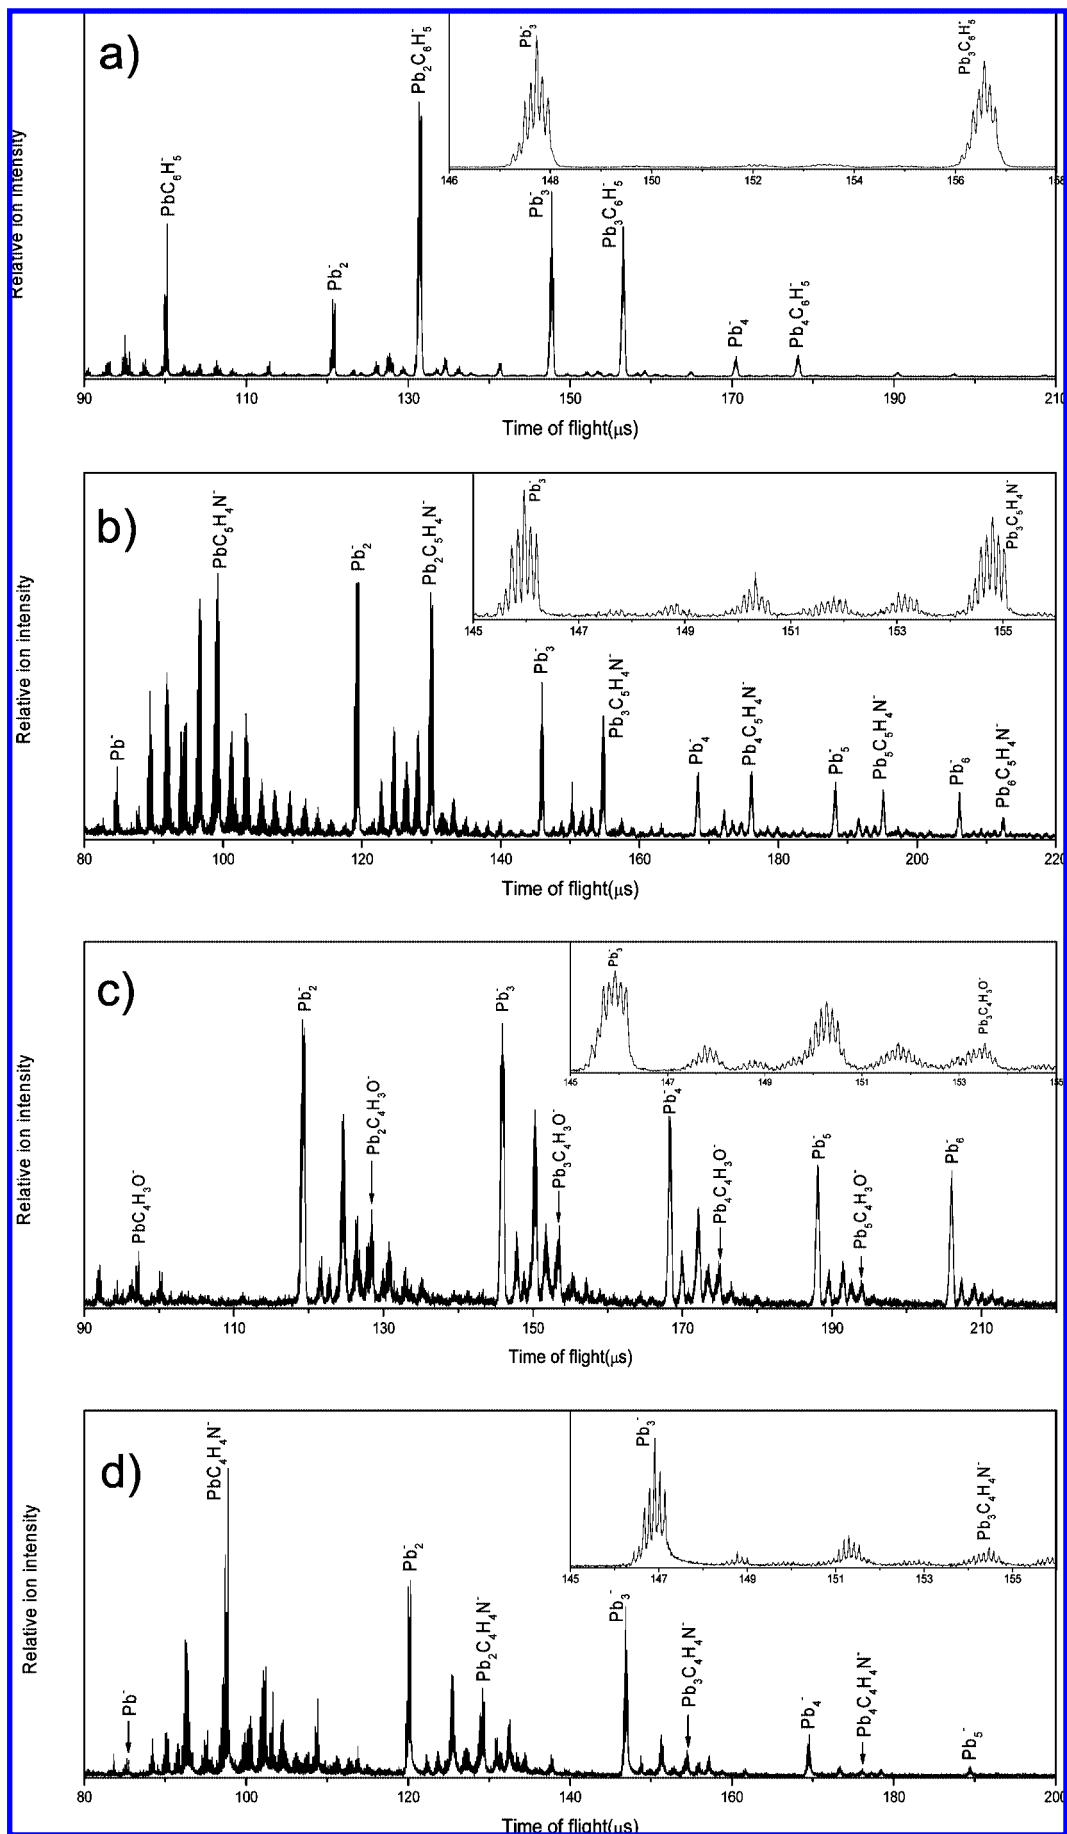 a)
Relative ion intensity
PbC₆H₅⁻
Pb₂⁻
Pb₂C₆H₅⁻
Pb₃⁻
Pb₃C₆H₅⁻
Pb₄⁻
Pb₄C₆H₅⁻
Pb₃⁻
Pb₃C₆H₅⁻
146 148 150 152 154 156 158
90 110 130 150 170 190 210
Time of flight(μs)
b)
Relative ion intensity
Pb⁻
PbC₅H₄N⁻
Pb₂⁻
Pb₂C₅H₄N⁻
Pb₃⁻
Pb₃C₅H₄N⁻
Pb₄⁻
Pb₄C₅H₄N⁻
Pb₅⁻
Pb₅C₅H₄N⁻
Pb₆⁻
Pb₆C₅H₄N⁻
Pb₃⁻
Pb₃C₅H₄N⁻
145 147 149 151 153 155
80 100 120 140 160 180 200 220
Time of flight(μs)
c)
Relative ion intensity
PbC₄H₃O⁻
Pb₂⁻
Pb₂C₄H₃O⁻
Pb₃⁻
Pb₃C₄H₃O⁻
Pb₄⁻
Pb₄C₄H₃O⁻
Pb₅⁻
Pb₅C₄H₃O⁻
Pb₆⁻
Pb₃⁻
Pb₃C₄H₃O⁻
145 147 149 151 153 155
90 110 130 150 170 190 210
Time of flight(μs)
d)
Relative ion intensity
Pb⁻
PbC₄H₄N⁻
Pb₂⁻
Pb₂C₄H₄N⁻
Pb₃⁻
Pb₃C₄H₄N⁻
Pb₄⁻
Pb₄C₄H₄N⁻
Pb₅⁻
Pb₃⁻
Pb₃C₄H₄N⁻
145 147 149 151 153 155
80 100 120 140 160 180 200
Time of flight(μs)